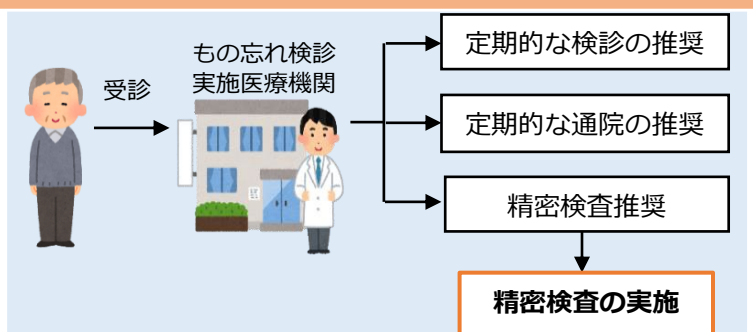 受診
もの忘れ検診
実施医療機関
定期的な検診の推奨
定期的な通院の推奨
精密検査推奨
精密検査の実施